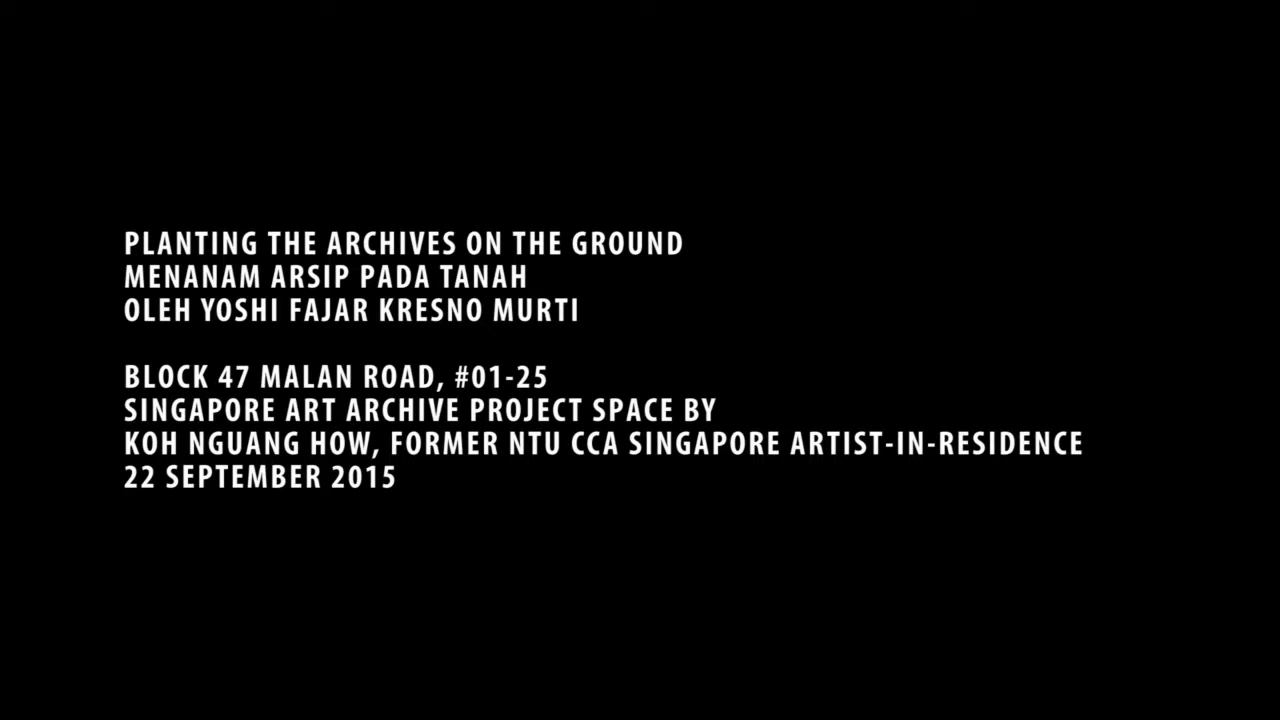 PLANTING THE ARCHIVES ON THE GROUND
MENANAM ARSIP PADA TANAH
OLEH YOSHI FAJAR KRESNO MURTI
BLOCK 47 MALAN ROAD, #01-25
SINGAPORE ART ARCHIVE PROJECT SPACE BY
KOH NGUANG HOW, FORMER NTU CCA SINGAPORE ARTIST-IN-RESIDENCE
22 SEPTEMBER 2015